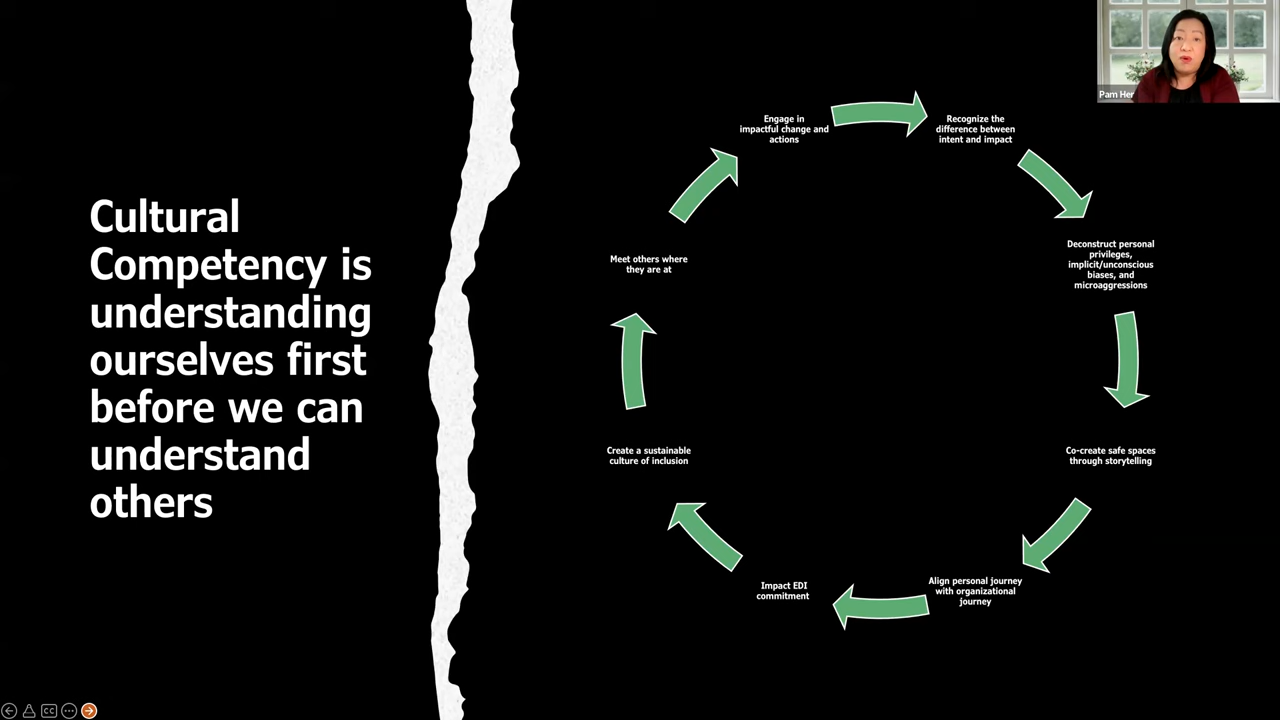 Cultural
Competency is
understanding
ourselves first
before we can
understand
others
Engage in
impactful change and
actions
Recognize the
difference between
intent and impact
Deconstruct personal
privileges,
implicit/unconscious
biases, and
microaggressions
Co-create safe spaces
through storytelling
Align personal journey
with organizational
journey
Impact EDI
commitment
Create a sustainable
culture of inclusion
Meet others where
they are at
Pam
CC